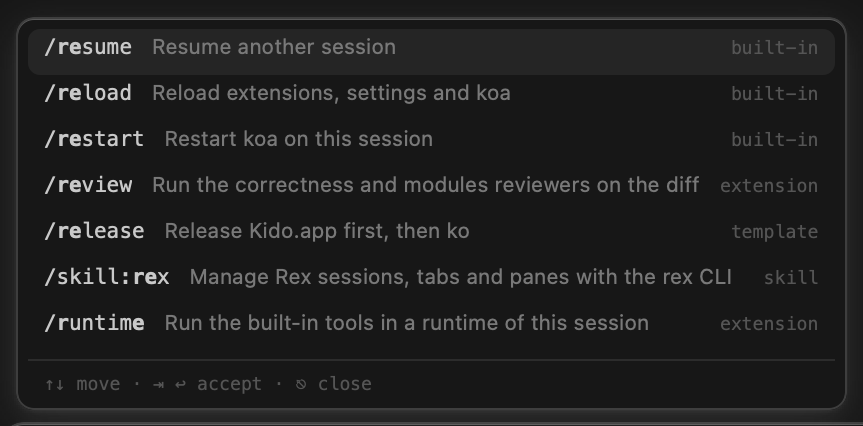 /resume Resume another session built-in
/reload Reload extensions, settings and koa built-in
/restart Restart koa on this session built-in
/review Run the correctness and modules reviewers on the diff extension
/release Release Kido.app first, then ko template
/skill:rex Manage Rex sessions, tabs and panes with the rex CLI skill
/runtime Run the built-in tools in a runtime of this session extension
↑↓ move · ⇥ ↩ accept · ⎋ close